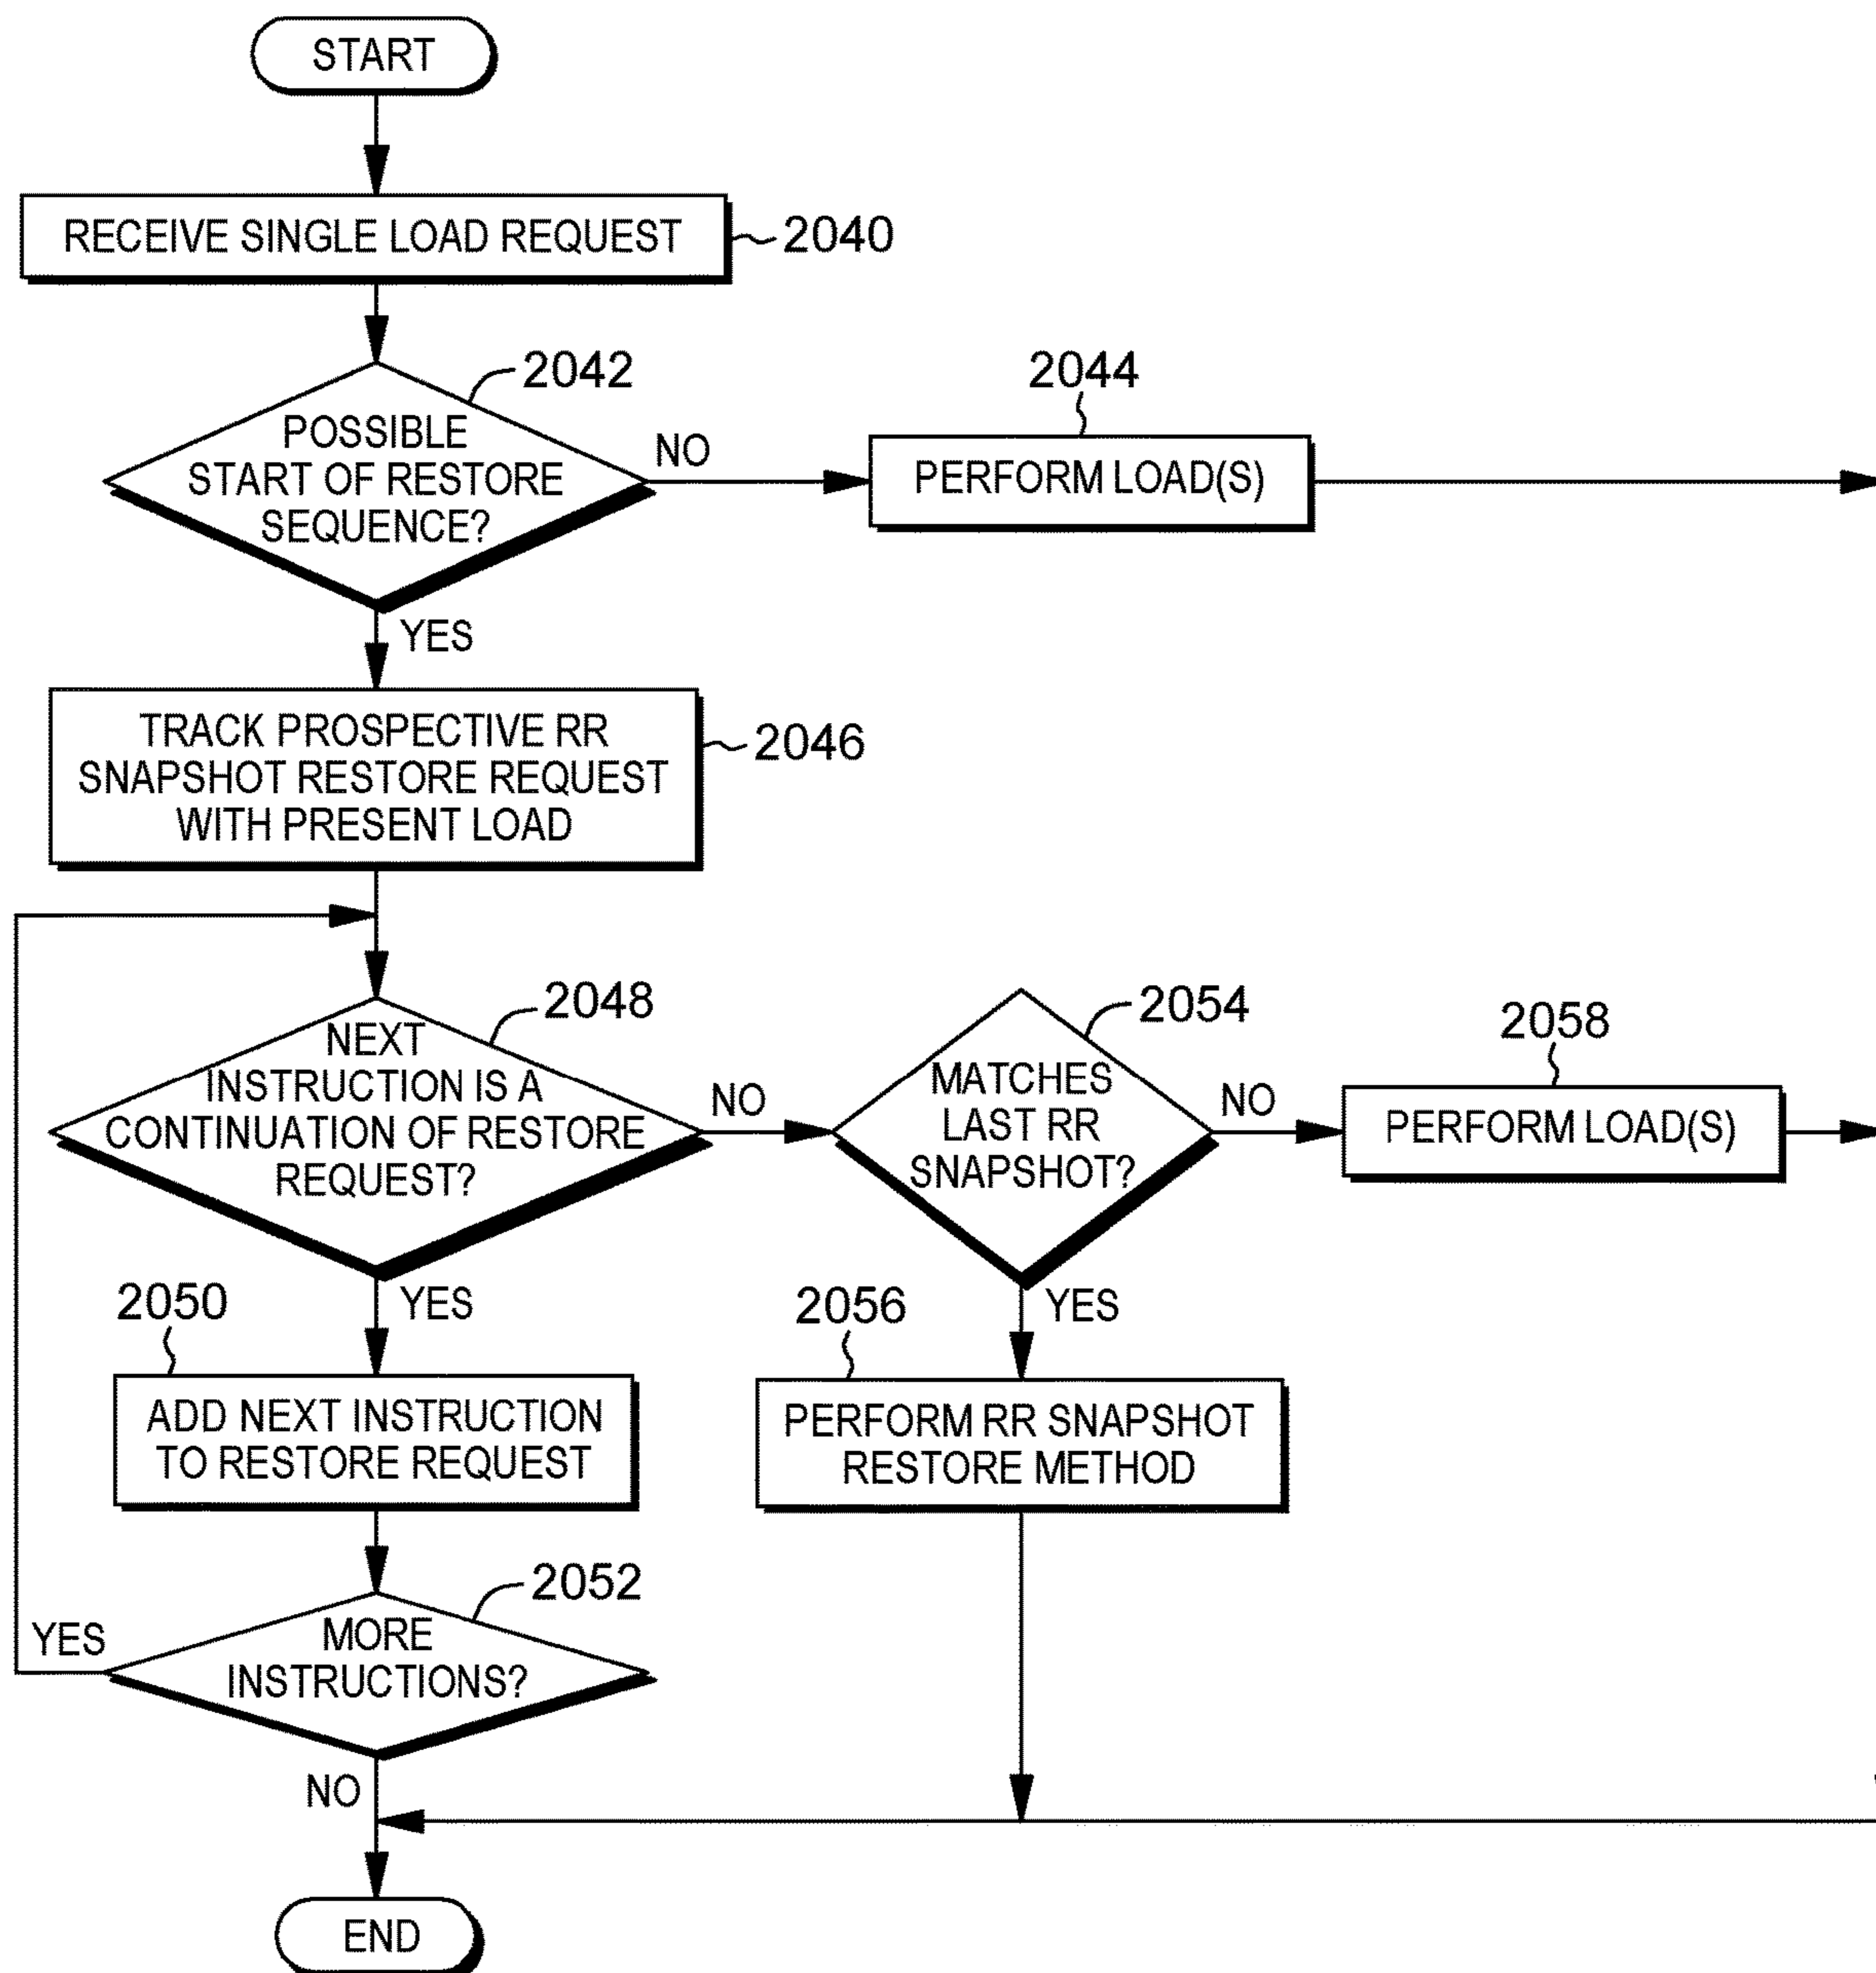 START
RECEIVE SINGLE LOAD REQUEST
2040
2042
POSSIBLE
START OF RESTORE
SEQUENCE?
NO
2044
PERFORM LOAD(S)
YES
TRACK PROSPECTIVE RR
SNAPSHOT RESTORE REQUEST
WITH PRESENT LOAD
2046
2048
NEXT
INSTRUCTION IS A
CONTINUATION OF RESTORE
REQUEST?
NO
2054
MATCHES
LAST RR
SNAPSHOT?
NO
2058
PERFORM LOAD(S)
YES
2050
ADD NEXT INSTRUCTION
TO RESTORE REQUEST
YES
2056
PERFORM RR SNAPSHOT
RESTORE METHOD
2052
MORE
INSTRUCTIONS?
YES
NO
END